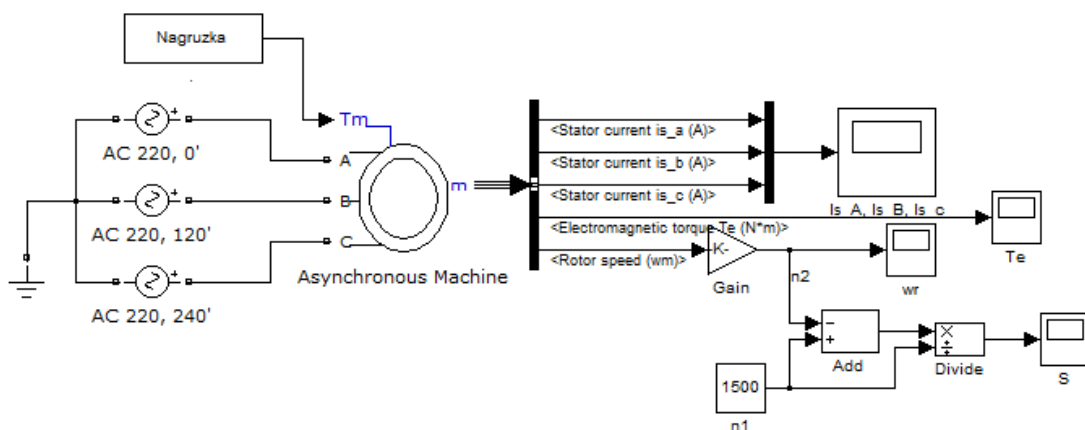 Nagruzka
Tm
AC 220, 0'
A
<Stator current is_a (A)>
B
m
<Stator current is_b (A)>
AC 220, 120'
C
<Stator current is_c (A)>
Is_A, Is_B, Is_c
Asynchronous Machine
<Electromagnetic torque Te (N*m)>
Te
<Rotor speed (wm)>
K-
Gain
n2
wr
AC 220, 240'
−
+
Add
×
÷
Divide
S
1500
n1